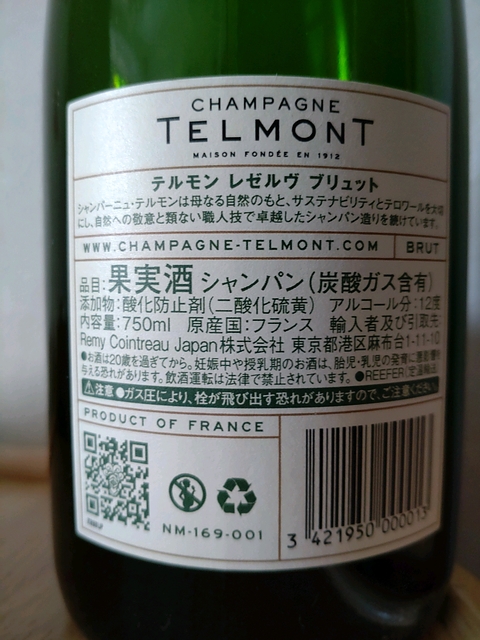 CHAMPAGNE
TELMONT
MAISON FONDÉE EN 1912
テルモン レゼルヴ ブリュット
シャンパーニュ・テルモンは母なる自然のもと、サステナビリティとテロワールを大切
にし、自然への敬意と類ない職人技で卓越したシャンパン造りを続けています。
WWW.CHAMPAGNE-TELMONT.COM BRUT
品目:果実酒 シャンパン(炭酸ガス含有)
添加物:酸化防止剤(二酸化硫黄) アルコール分:12度
内容量:750ml 原産国:フランス 輸入者及び引取先:
Remy Cointreau Japan株式会社 東京都港区麻布台1-11-10
●お酒は20歳を過ぎてから。妊娠中や授乳期のお酒は、胎児・乳児の発育に悪影響を
与える恐れがあります。飲酒運転は法律で禁止されています。●REEFER(定温輸送)
⚠注意 ●ガス圧により、栓が飛び出す恐れがありますので、ご注意ください。
PRODUCT OF FRANCE
NM-169-001
3 421950 000013